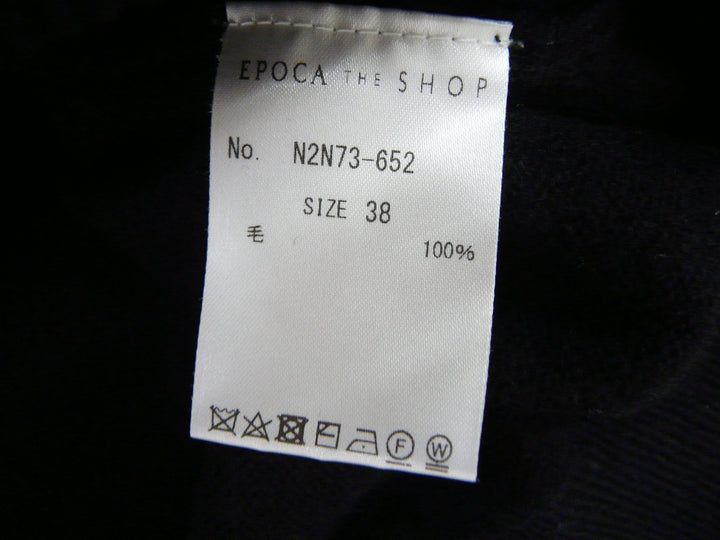 EPOCA THE SHOP
No. N2N73-652
SIZE 38
毛 100%
F W